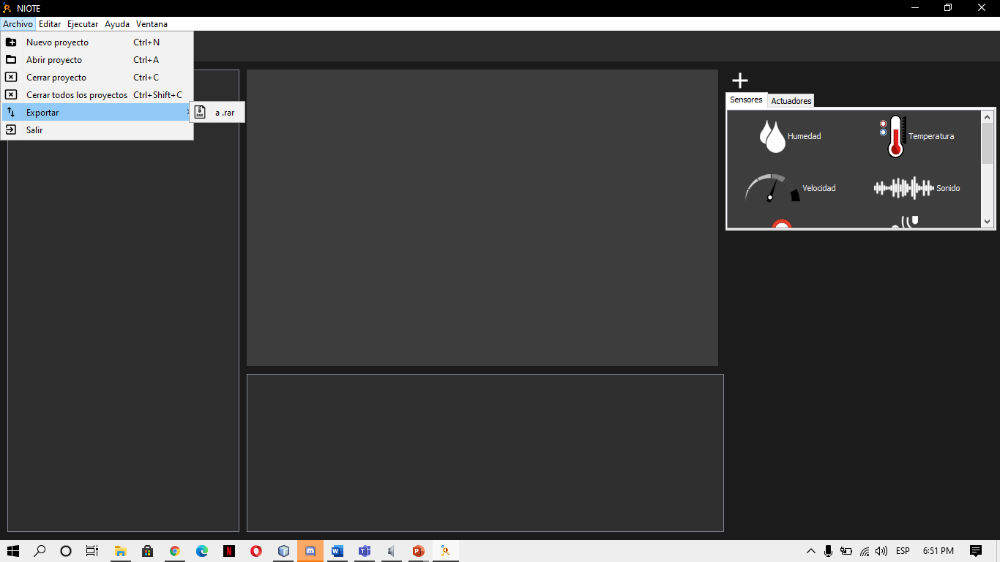 NIOTE
Archivo Editar Ejecutar Ayuda Ventana
Nuevo proyecto Ctrl+N
Abrir proyecto Ctrl+A
Cerrar proyecto Ctrl+C
Cerrar todos los proyectos Ctrl+Shift+C
Exportar
RAR a .rar
Salir
Sensores Actuadores
Humedad Temperatura
Velocidad Sonido
ESP 6:51 PM